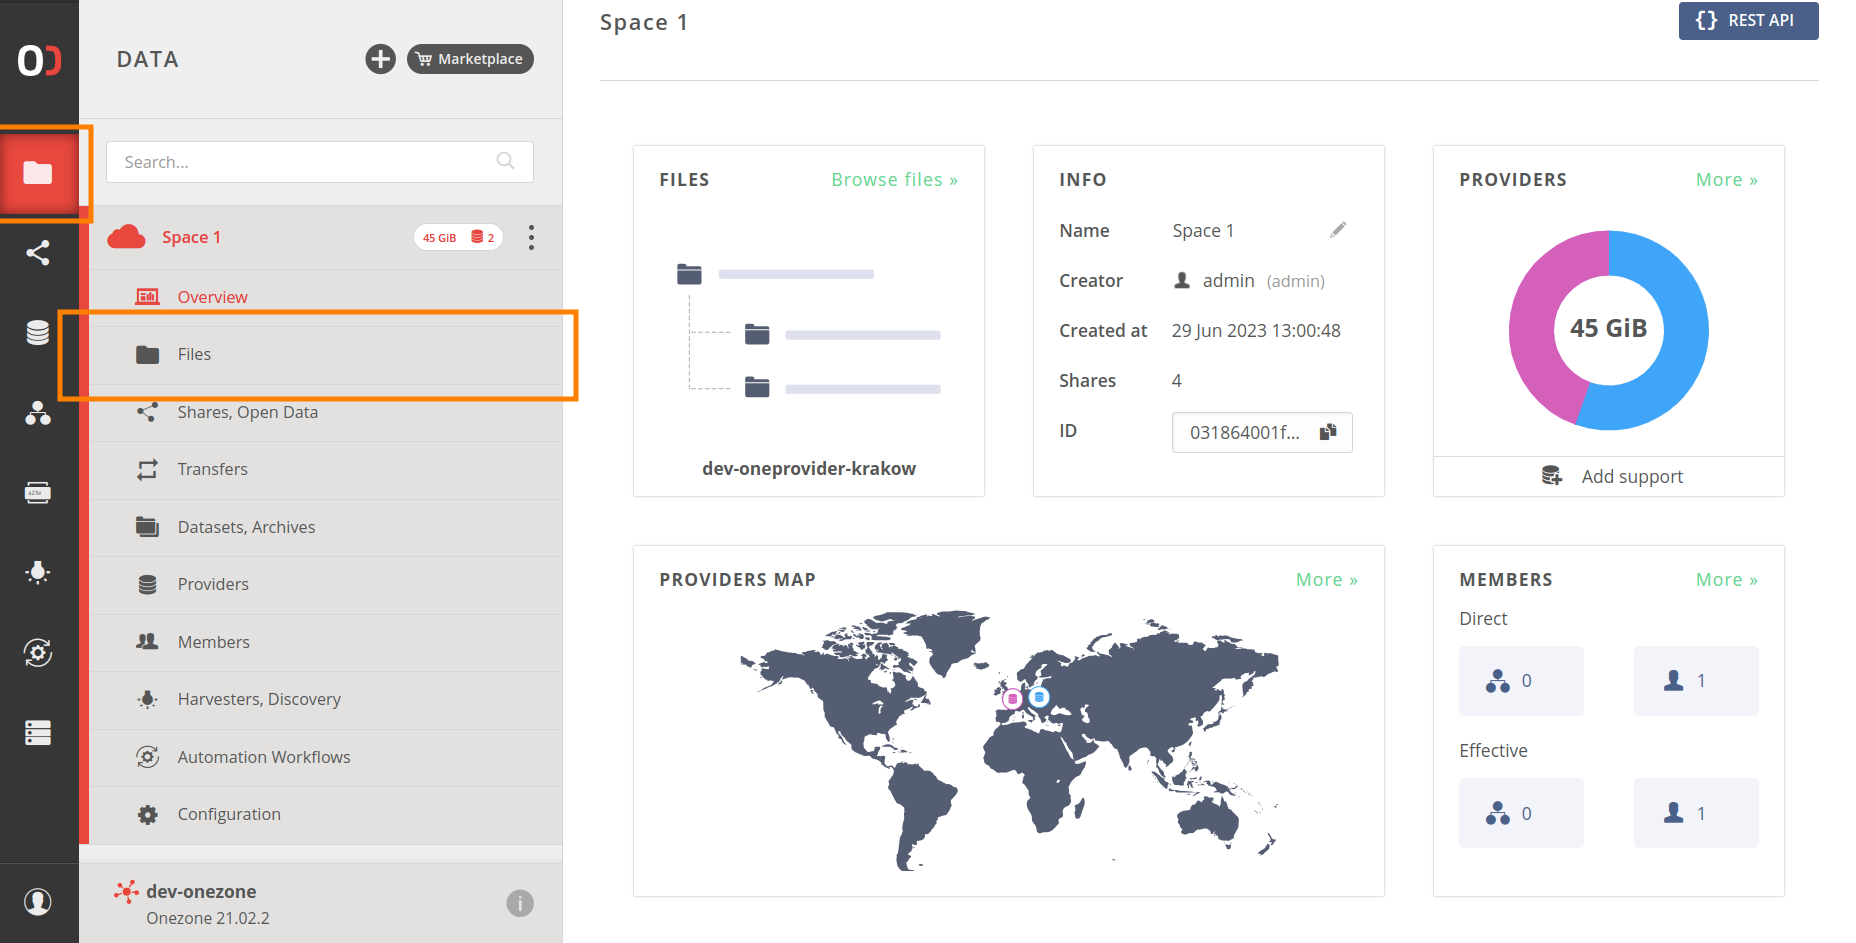 DATA
Marketplace
Search...
Space 1
45 GiB 2
Overview
Files
Shares, Open Data
Transfers
Datasets, Archives
Providers
Members
Harvesters, Discovery
Automation Workflows
Configuration
dev-onezone
Onezone 21.02.2
Space 1
{} REST API
FILES
Browse files »
dev-oneprovider-krakow
INFO
Name Space 1
Creator admin (admin)
Created at 29 Jun 2023 13:00:48
Shares 4
ID 031864001f...
PROVIDERS
More »
45 GiB
Add support
PROVIDERS MAP
More »
MEMBERS
More »
Direct
0 1
Effective
0 1